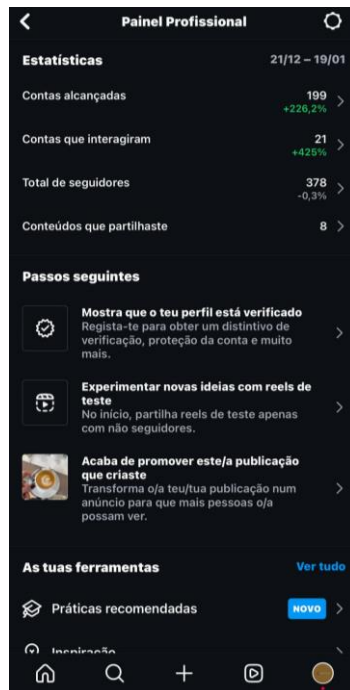 Painel Profissional
Estatísticas 21/12 – 19/01
Contas alcançadas 199
+226,2%
Contas que interagiram 21
+425%
Total de seguidores 378
-0,3%
Conteúdos que partilhaste 8
Passos seguintes
Mostra que o teu perfil está verificado
Regista-te para obter um distintivo de
verificação, proteção da conta e muito
mais.
Experimentar novas ideias com reels de
teste
No início, partilha reels de teste apenas
com não seguidores.
Acaba de promover este/a publicação
que criaste
Transforma o/a teu/tua publicação num
anúncio para que mais pessoas o/a
possam ver.
As tuas ferramentas Ver tudo
Práticas recomendadas NOVO
Inspiração